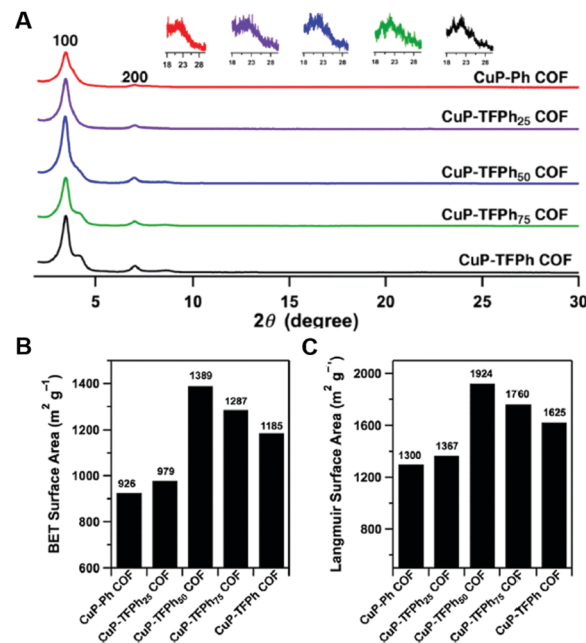 A
100
200
18 23 28
18 23 28
18 23 28
18 23 28
18 23 28
CuP-Ph COF
CuP-TFPh25 COF
CuP-TFPh50 COF
CuP-TFPh75 COF
CuP-TFPh COF
5 10 15 20 25 30
2θ (degree)
B
BET Surface Area (m² g⁻¹)
1400
1200
1000
800
600
926
979
1389
1287
1185
CuP-Ph COF
CuP-TFPh25 COF
CuP-TFPh50 COF
CuP-TFPh75 COF
CuP-TFPh COF
C
Langmuir Surface Area (m² g⁻
2000
1600
1200
800
1300
1367
1924
1760
1625
CuP-Ph COF
CuP-TFPh25 COF
CuP-TFPh50 COF
CuP-TFPh75 COF
CuP-TFPh COF